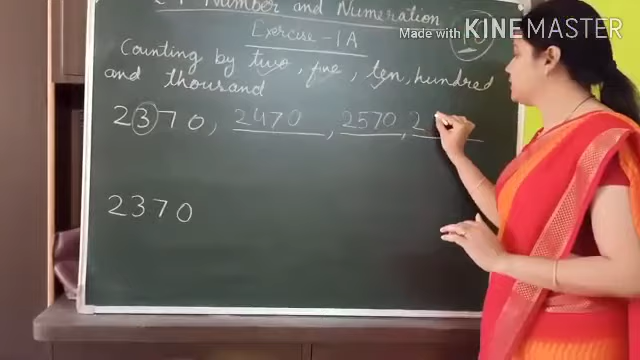 Number and Numeration
Made with KINEMASTER
Exercise - 1A
Counting by two, five, ten, hundred
and thousand
2370, 2470, 2570, 2
2370